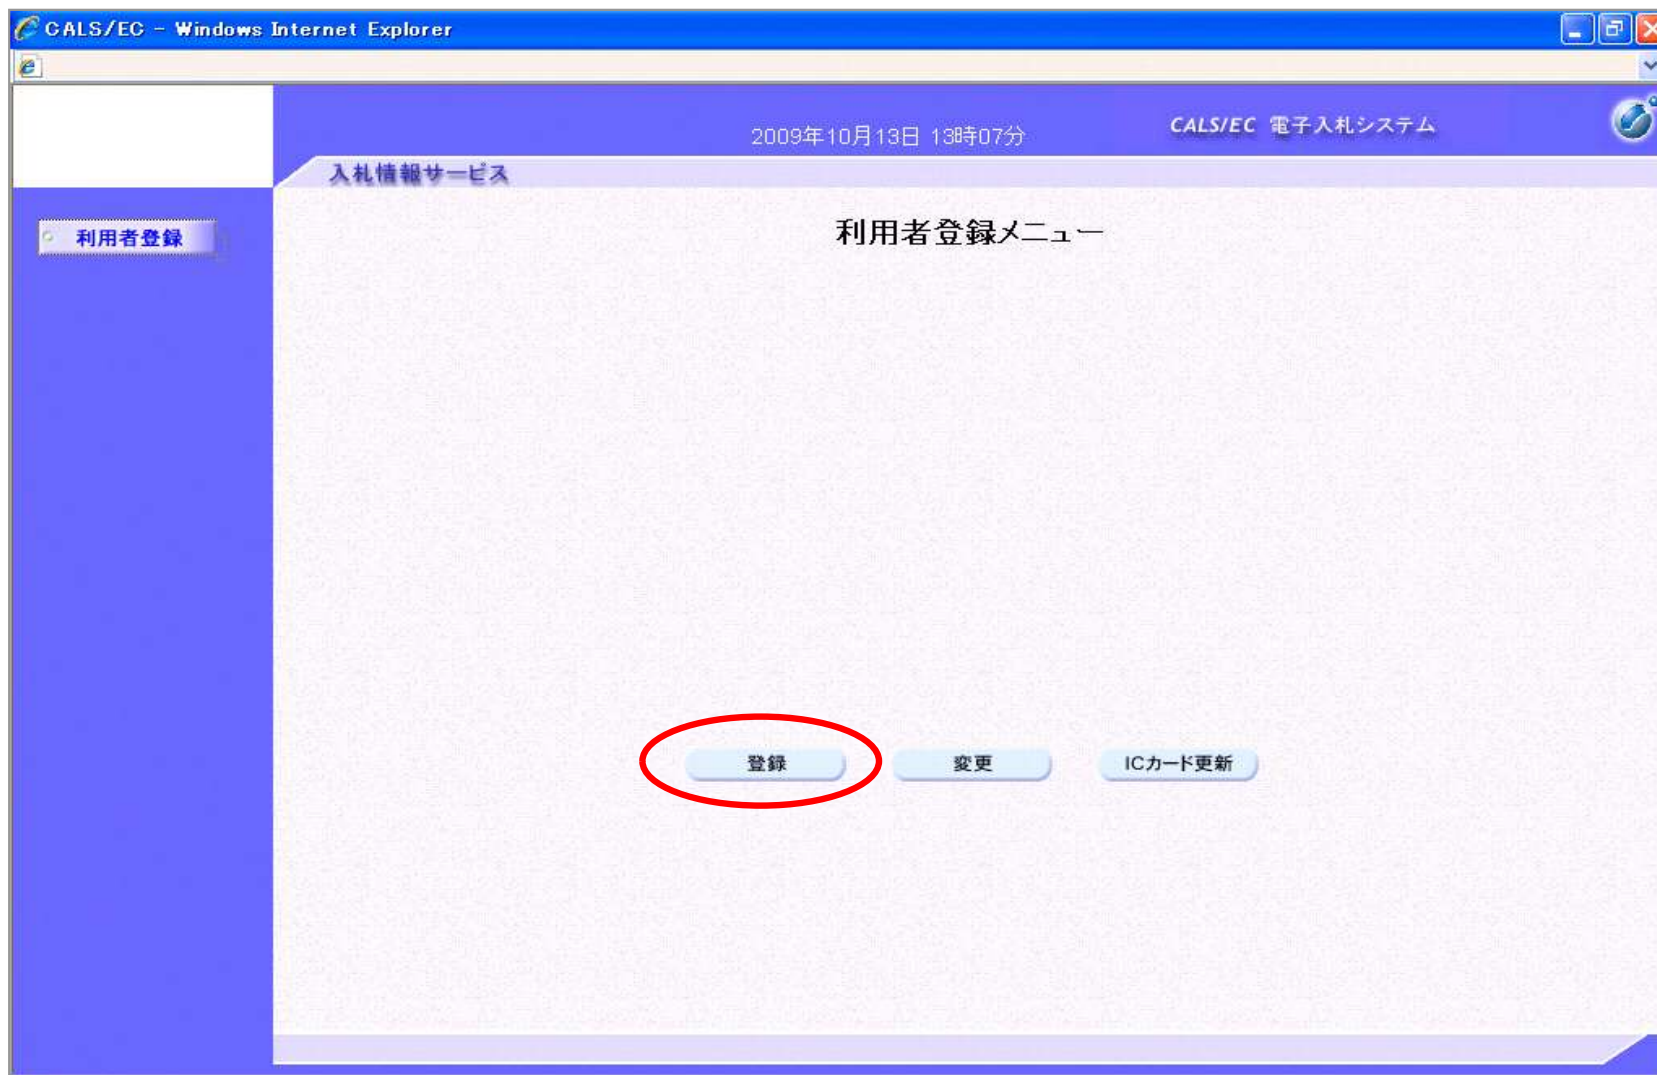 CALS/EC - Windows Internet Explorer
2009年10月13日 13時07分
CALS/EC 電子入札システム
入札情報サービス
利用者登録
利用者登録メニュー
登録
変更
ICカード更新